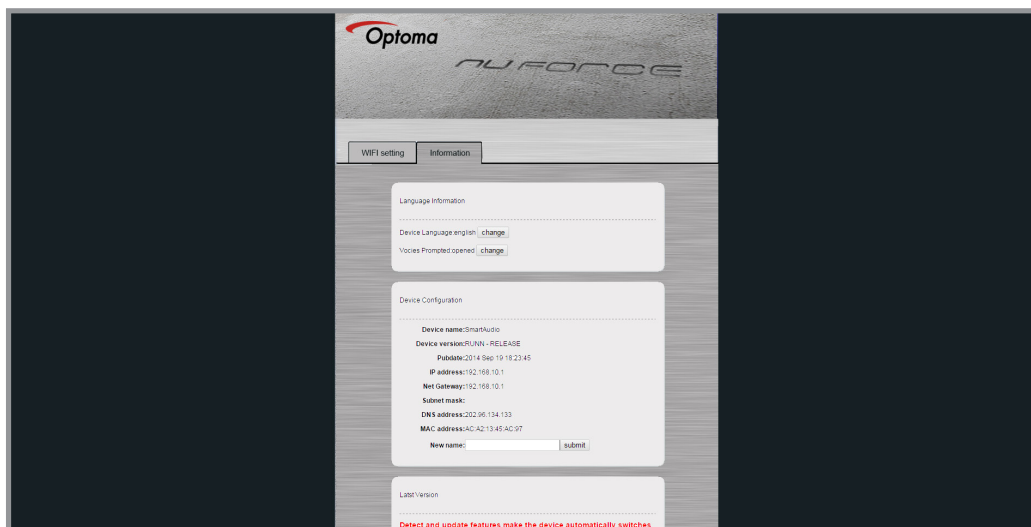 Optoma
NUFORCE
WIFI setting
Information
Language Information
Device Language:english change
Vocies Prompted:opened change
Device Configuration
Device name:SmartAudio
Device version:RUNN - RELEASE
Pubdate:2014 Sep 19 18:23:45
IP address:192.168.10.1
Net Gateway:192.168.10.1
Subnet mask:
DNS address:202.96.134.133
MAC address:AC:A2:13:45:AC:97
New name: submit
Latst Version
Detect and update features make the device automatically switches